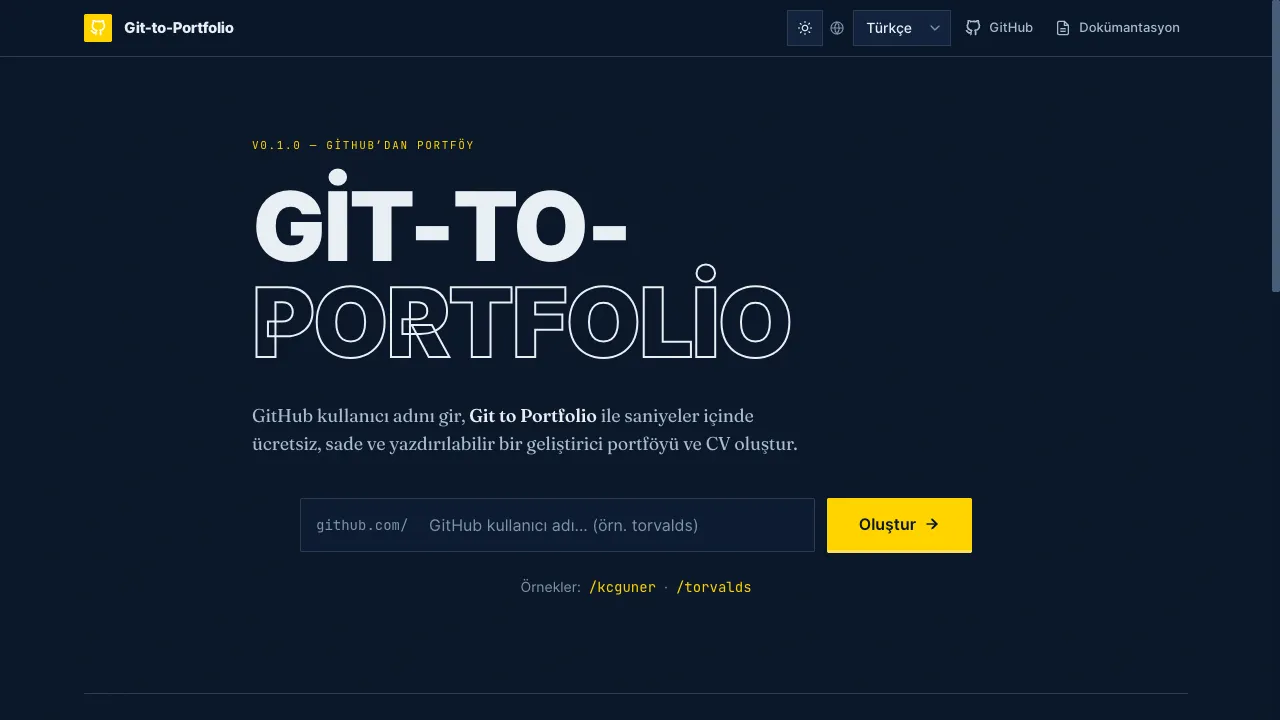 Git-to-Portfolio
Türkçe
GitHub
Dokümantasyon
V0.1.0 — GİTHUB'DAN PORTFÖY
GİT-TO-
PORTFOLİO
GitHub kullanıcı adını gir, Git to Portfolio ile saniyeler içinde
ücretsiz, sade ve yazdırılabilir bir geliştirici portföyü ve CV oluştur.
github.com/ GitHub kullanıcı adı... (örn. torvalds)
Oluştur →
Örnekler: /kcguner · /torvalds